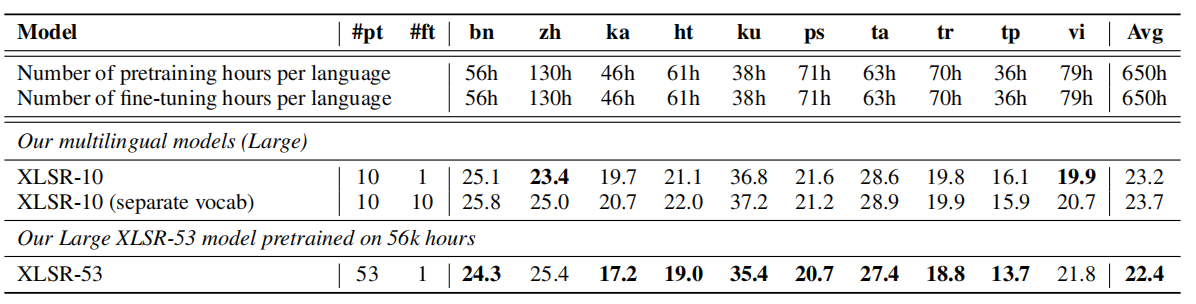 Model #pt #ft bn zh ka ht ku ps ta tr tp vi Avg
Number of pretraining hours per language 56h 130h 46h 61h 38h 71h 63h 70h 36h 79h 650h
Number of fine-tuning hours per language 56h 130h 46h 61h 38h 71h 63h 70h 36h 79h 650h
Our multilingual models (Large)
XLSR-10 10 1 25.1 23.4 19.7 21.1 36.8 21.6 28.6 19.8 16.1 19.9 23.2
XLSR-10 (separate vocab) 10 10 25.8 25.0 20.7 22.0 37.2 21.2 28.9 19.9 15.9 20.7 23.7
Our Large XLSR-53 model pretrained on 56k hours
XLSR-53 53 1 24.3 25.4 17.2 19.0 35.4 20.7 27.4 18.8 13.7 21.8 22.4